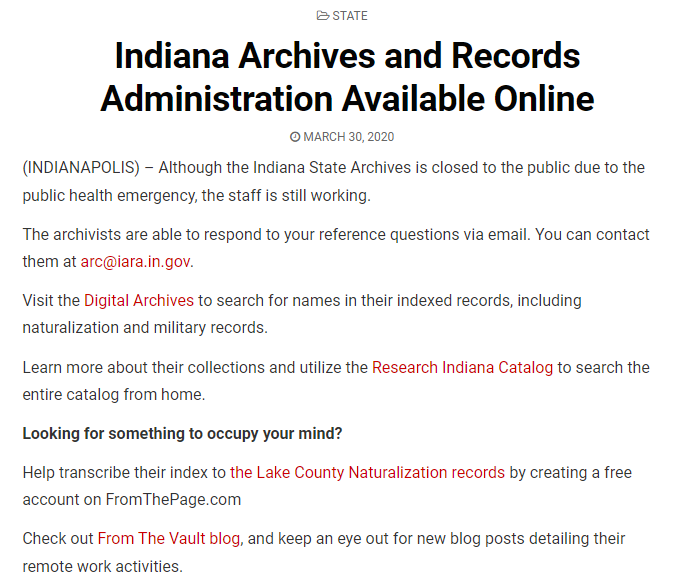 STATE
Indiana Archives and Records
Administration Available Online
MARCH 30, 2020
(INDIANAPOLIS) – Although the Indiana State Archives is closed to the public due to the
public health emergency, the staff is still working.
The archivists are able to respond to your reference questions via email. You can contact
them at arc@iara.in.gov.
Visit the Digital Archives to search for names in their indexed records, including
naturalization and military records.
Learn more about their collections and utilize the Research Indiana Catalog to search the
entire catalog from home.
Looking for something to occupy your mind?
Help transcribe their index to the Lake County Naturalization records by creating a free
account on FromThePage.com
Check out From The Vault blog, and keep an eye out for new blog posts detailing their
remote work activities.